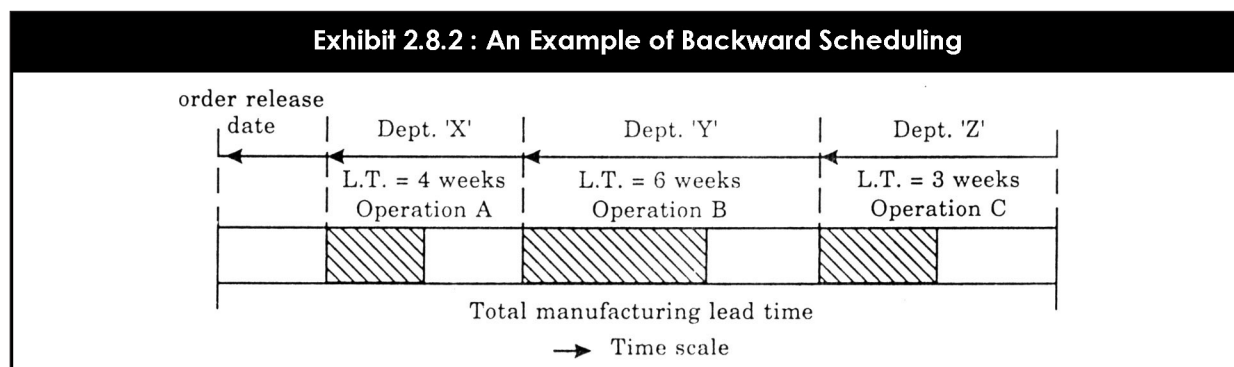 Exhibit 2.8.2 : An Example of Backward Scheduling
order release
date
Dept. 'X'
Dept. 'Y'
Dept. 'Z'
L.T. = 4 weeks
Operation A
L.T. = 6 weeks
Operation B
L.T. = 3 weeks
Operation C
Total manufacturing lead time
Time scale